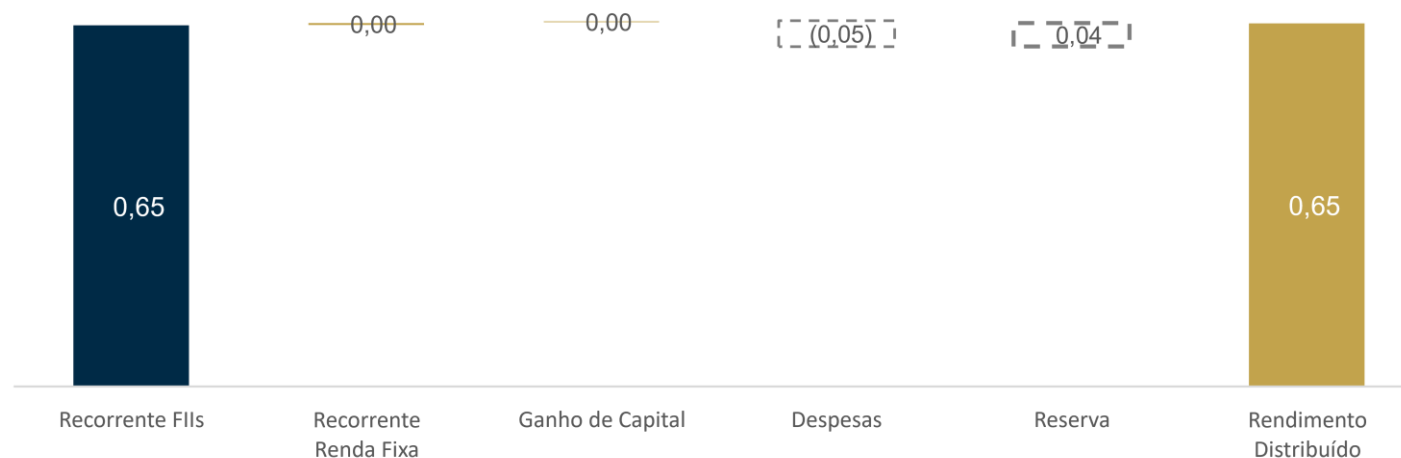 0,00
0,00
(0,05)
0,04
0,65
0,65
Recorrente FIIs
Recorrente
Renda Fixa
Ganho de Capital
Despesas
Reserva
Rendimento
Distribuído